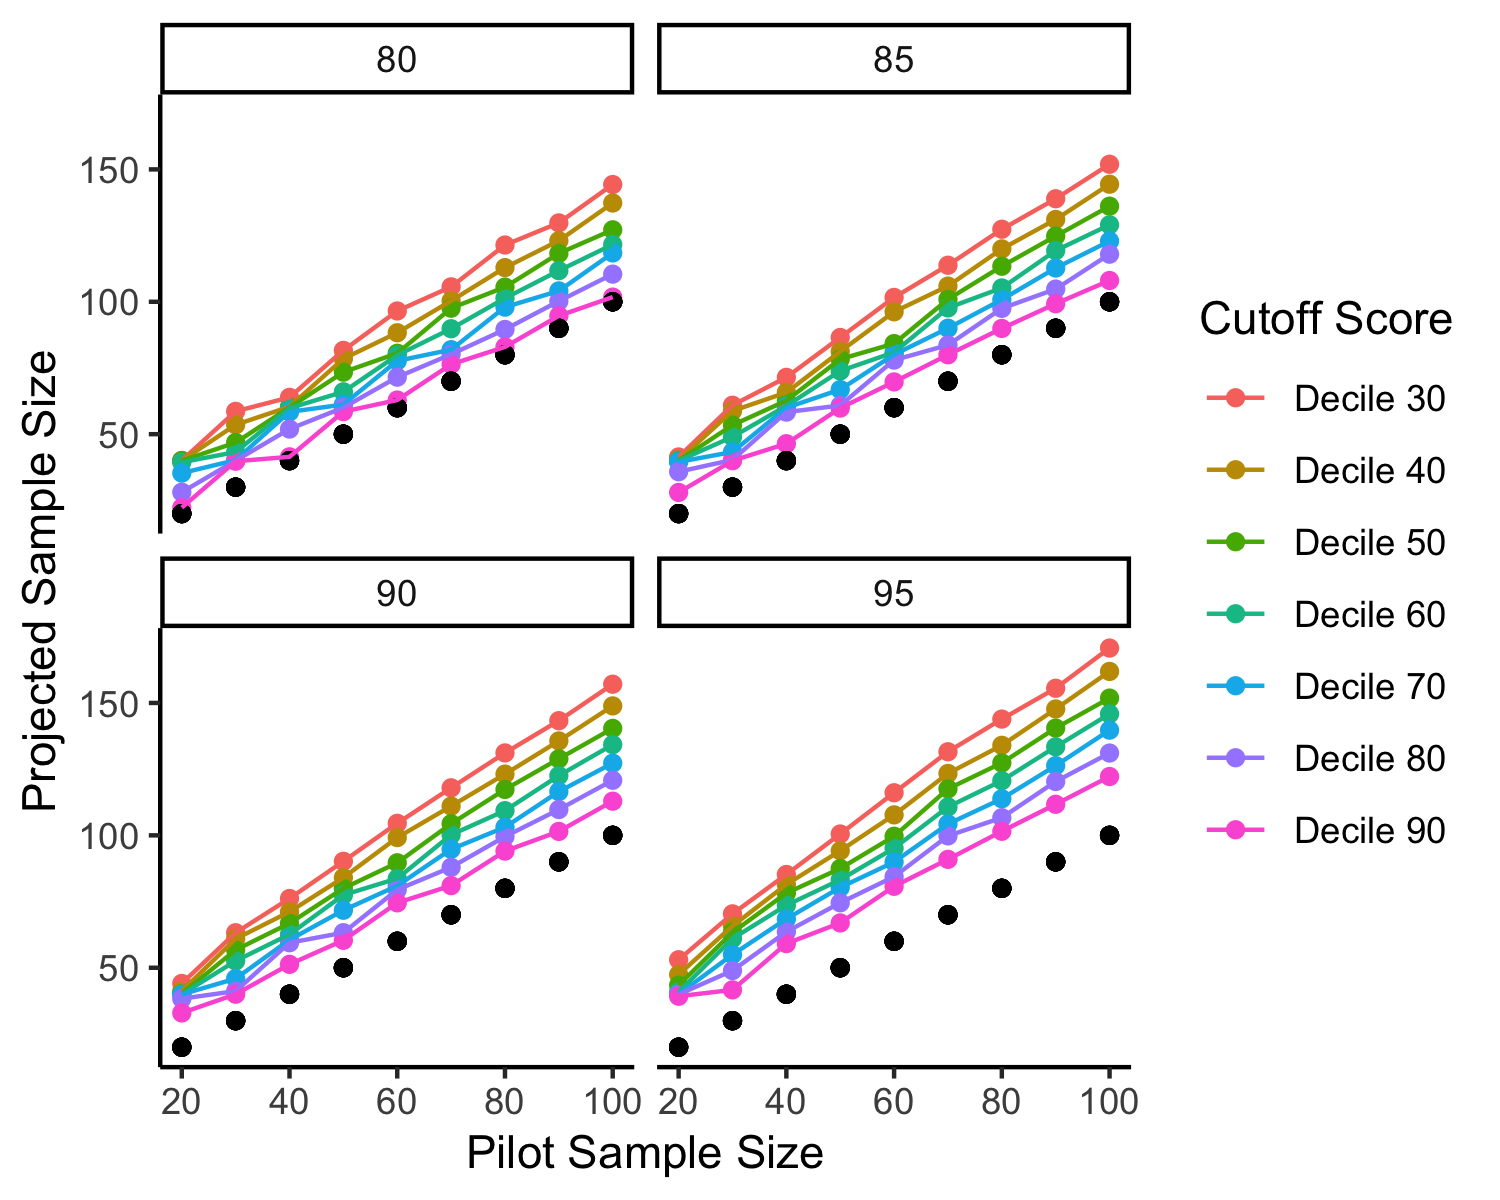 80
85
150
100
50
90
95
150
100
50
20 40 60 80 100
20 40 60 80 100
Pilot Sample Size
Projected Sample Size
Cutoff Score
Decile 30
Decile 40
Decile 50
Decile 60
Decile 70
Decile 80
Decile 90